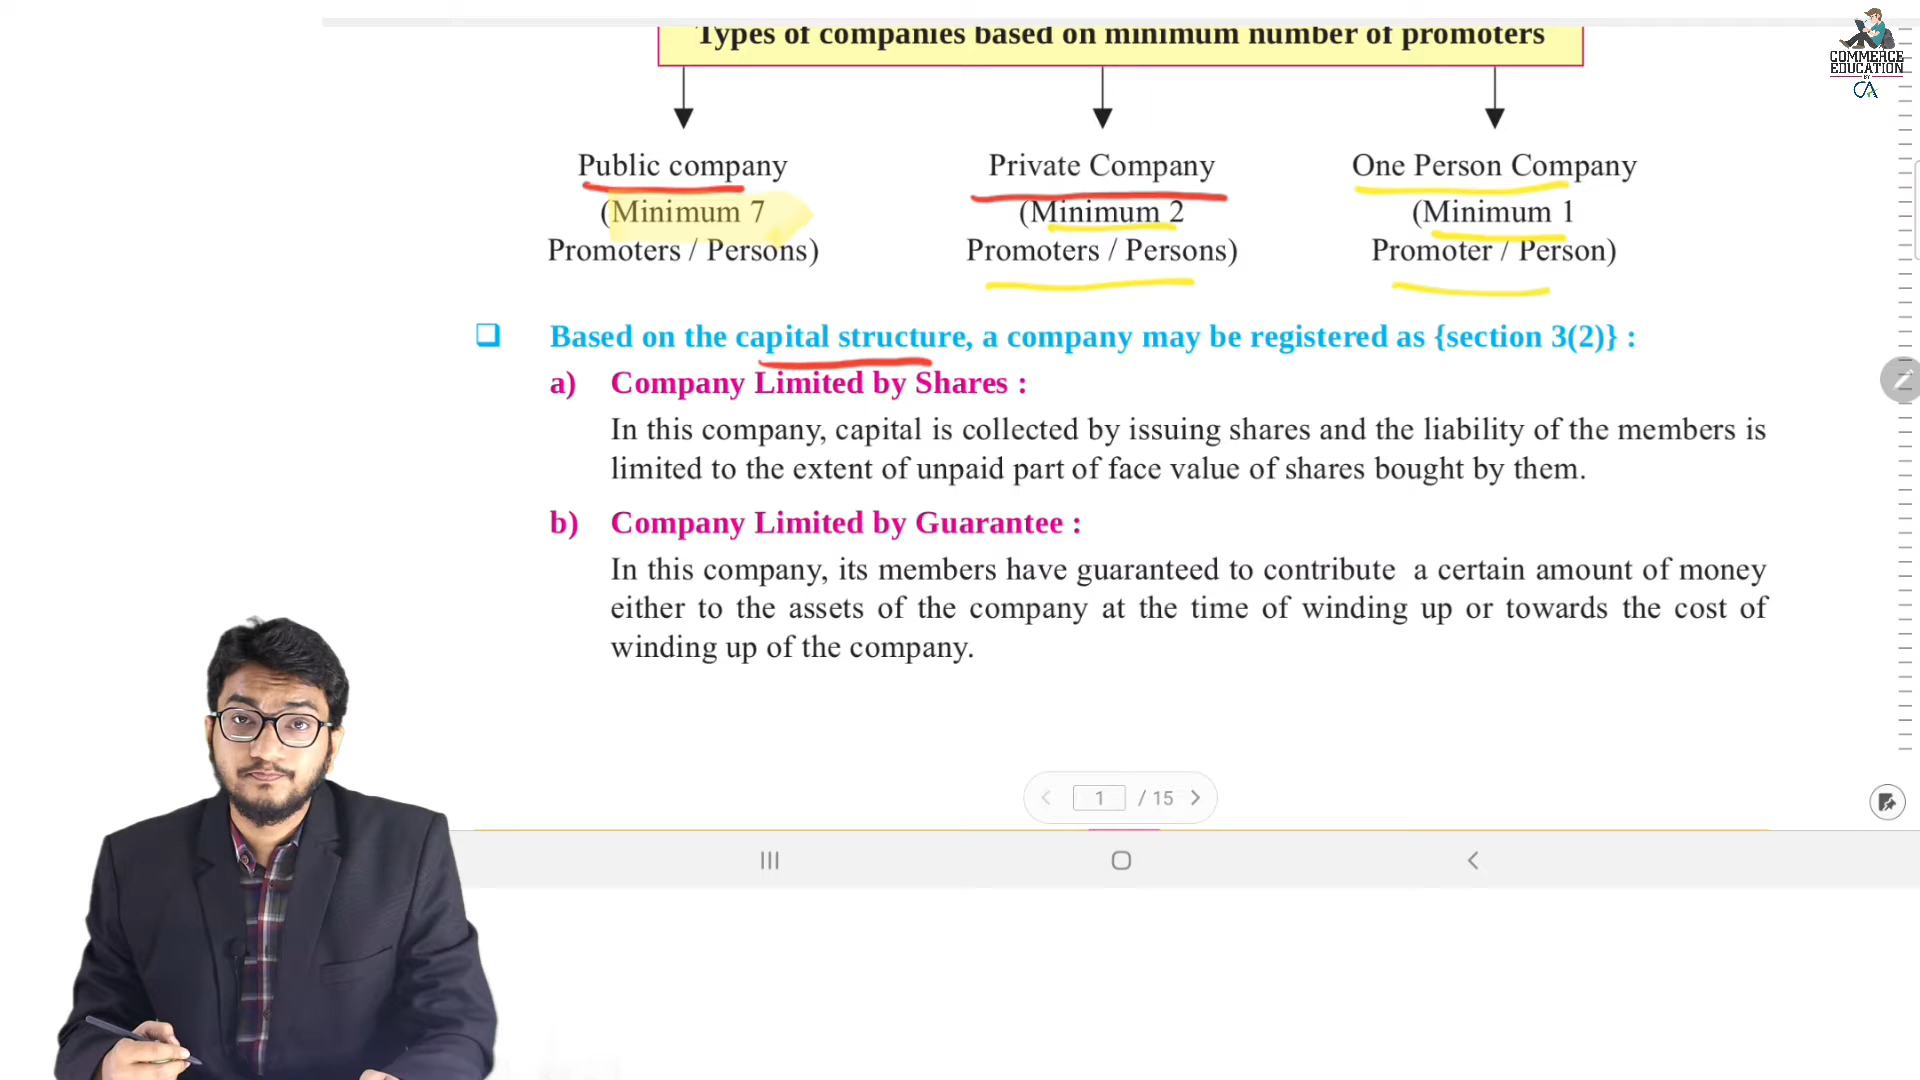 Types of companies based on minimum number of promoters
COMMERCE
EDUCATION
BY
CA
Public company
(Minimum 7
Promoters / Persons)
Private Company
(Minimum 2
Promoters / Persons)
One Person Company
(Minimum 1
Promoter / Person)
❑ Based on the capital structure, a company may be registered as {section 3(2)} :
a) Company Limited by Shares :
In this company, capital is collected by issuing shares and the liability of the members is
limited to the extent of unpaid part of face value of shares bought by them.
b) Company Limited by Guarantee :
In this company, its members have guaranteed to contribute a certain amount of money
either to the assets of the company at the time of winding up or towards the cost of
winding up of the company.
1 / 15